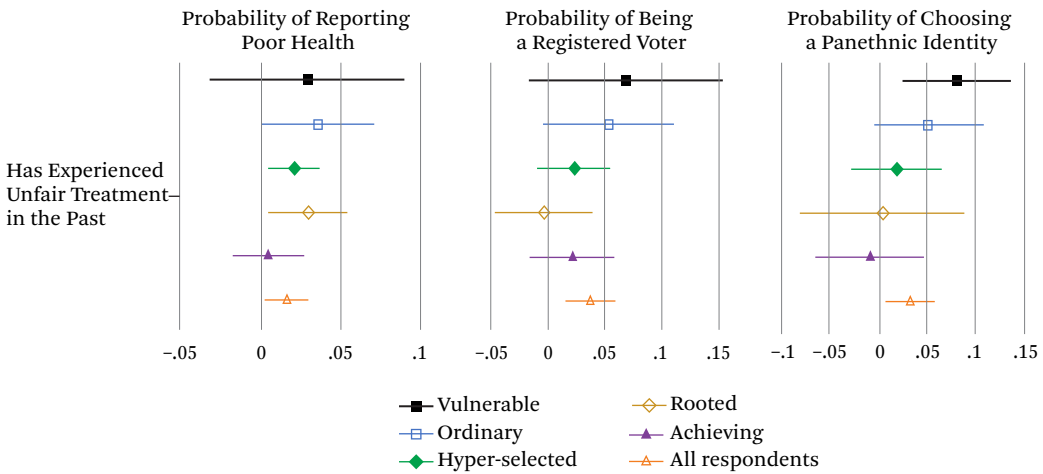 Probability of Reporting
Poor Health
Probability of Being
a Registered Voter
Probability of Choosing
a Panethnic Identity
Has Experienced
Unfair Treatment
in the Past
–.05 0 .05 .1
–.05 0 .05 .1 .15
–.1 –.05 0 .05 .1 .15
Vulnerable
Ordinary
Hyper-selected
Rooted
Achieving
All respondents